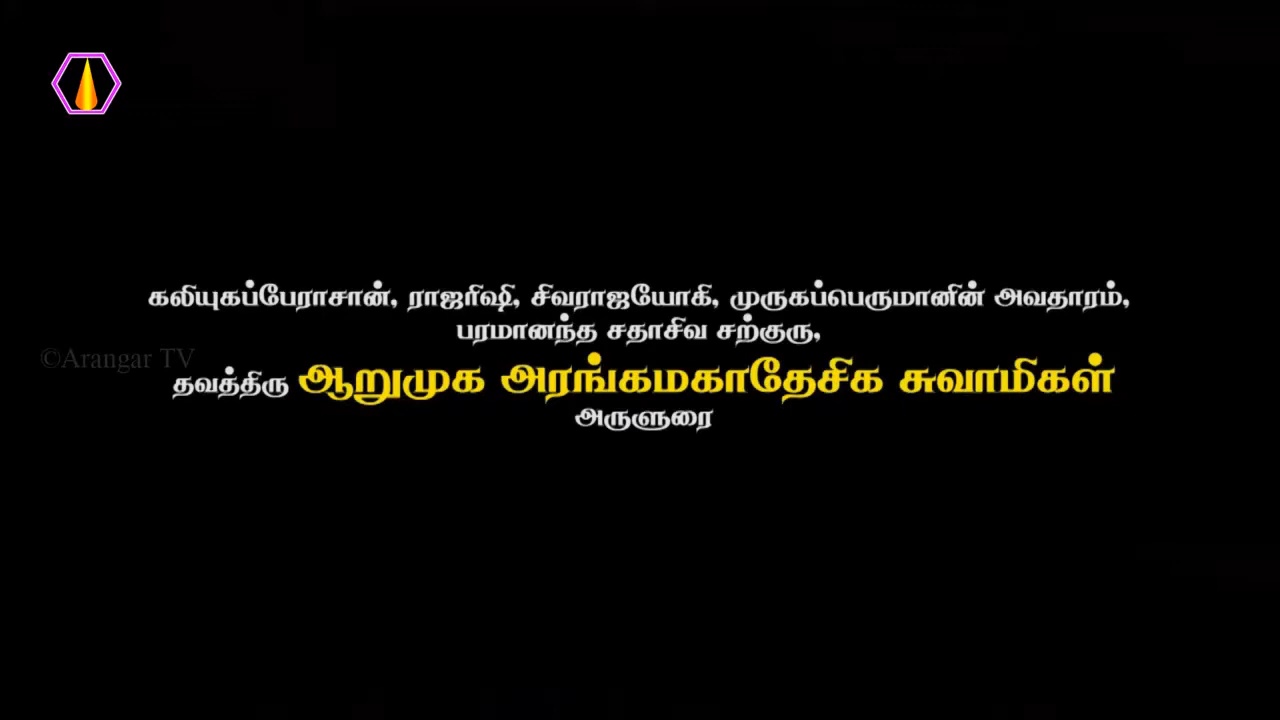 கலியுகப்பேராசான், ராஜரிஷி, சிவராஜயோகி, முருகப்பெருமானின் அவதாரம்,
பரமானந்த சதாசிவ சற்குரு,
©Arangar TV
தவத்திரு ஆறுமுக அரங்கமகாதேசிக சுவாமிகள்
அருளுரை